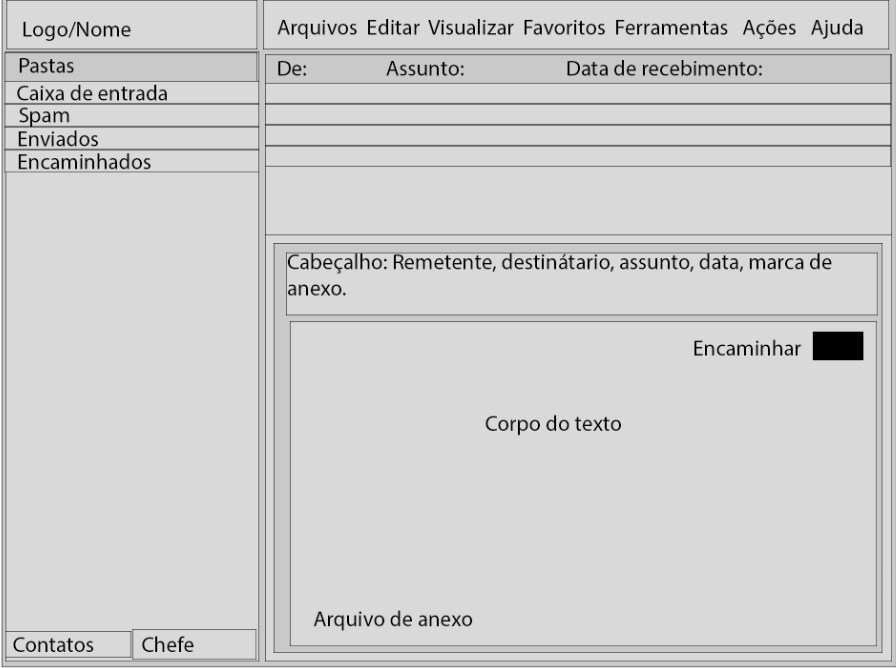 Logo/Nome
Arquivos Editar Visualizar Favoritos Ferramentas Ações Ajuda
Pastas
Caixa de entrada
Spam
Enviados
Encaminhados
De: Assunto: Data de recebimento:
Cabeçalho: Remetente, destinátario, assunto, data, marca de
anexo.
Encaminhar
Corpo do texto
Arquivo de anexo
Contatos Chefe